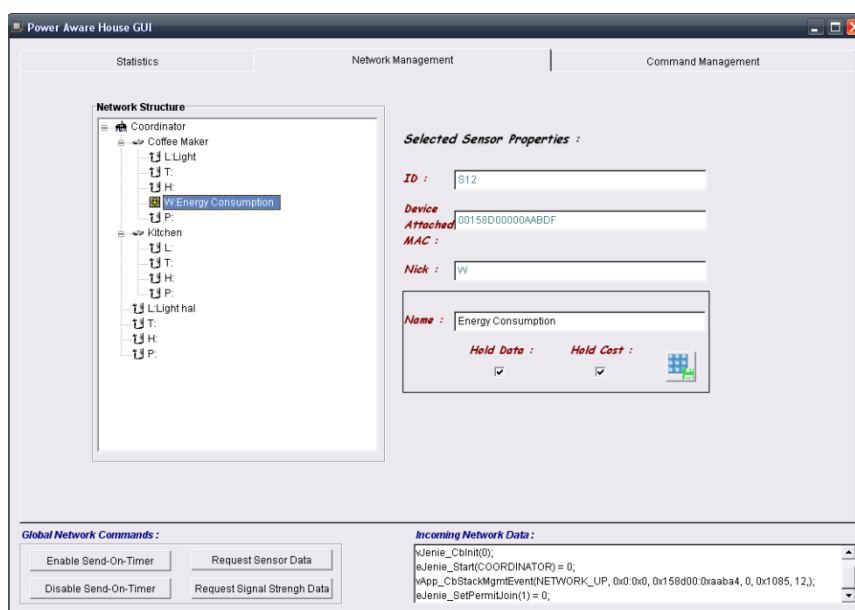 Power Aware House GUI
Statistics
Network Management
Command Management
Network Structure
Coordinator
Coffee Maker
L:Light
T:
H:
W:Energy Consumption
P:
Kitchen
L:
T:
H:
P:
L:Light hal
T:
H:
P:
Selected Sensor Properties :
ID :
S12
Device
Attached
MAC :
00158D00000AABDF
Nick :
W
Name :
Energy Consumption
Hold Data :
Hold Cost :
Global Network Commands :
Enable Send-On-Timer
Request Sensor Data
Disable Send-On-Timer
Request Signal Strengh Data
Incoming Network Data :
vJenie_CbInit(0);
eJenie_Start(COORDINATOR) = 0;
vApp_CbStackMgmtEvent(NETWORK_UP, 0x0:0x0, 0x158d00:0xaaba4, 0, 0x1085, 12,);
eJenie_SetPermitJoin(1) = 0;